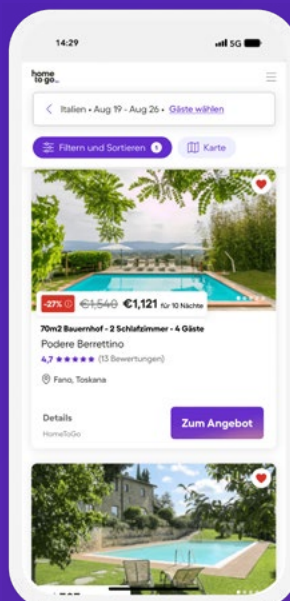 14:29 5G
home
to go_
Italien • Aug 19 - Aug 26 • Gäste wählen
Filtern und Sortieren 1 Karte
-27% €1,540 €1,121 für 10 Nächte
70m2 Bauernhof - 2 Schlafzimmer - 4 Gäste
Podere Berrettino
4,7 ★★★★★ (13 Bewertungen)
Fano, Toskana
Details
HomeToGo
Zum Angebot